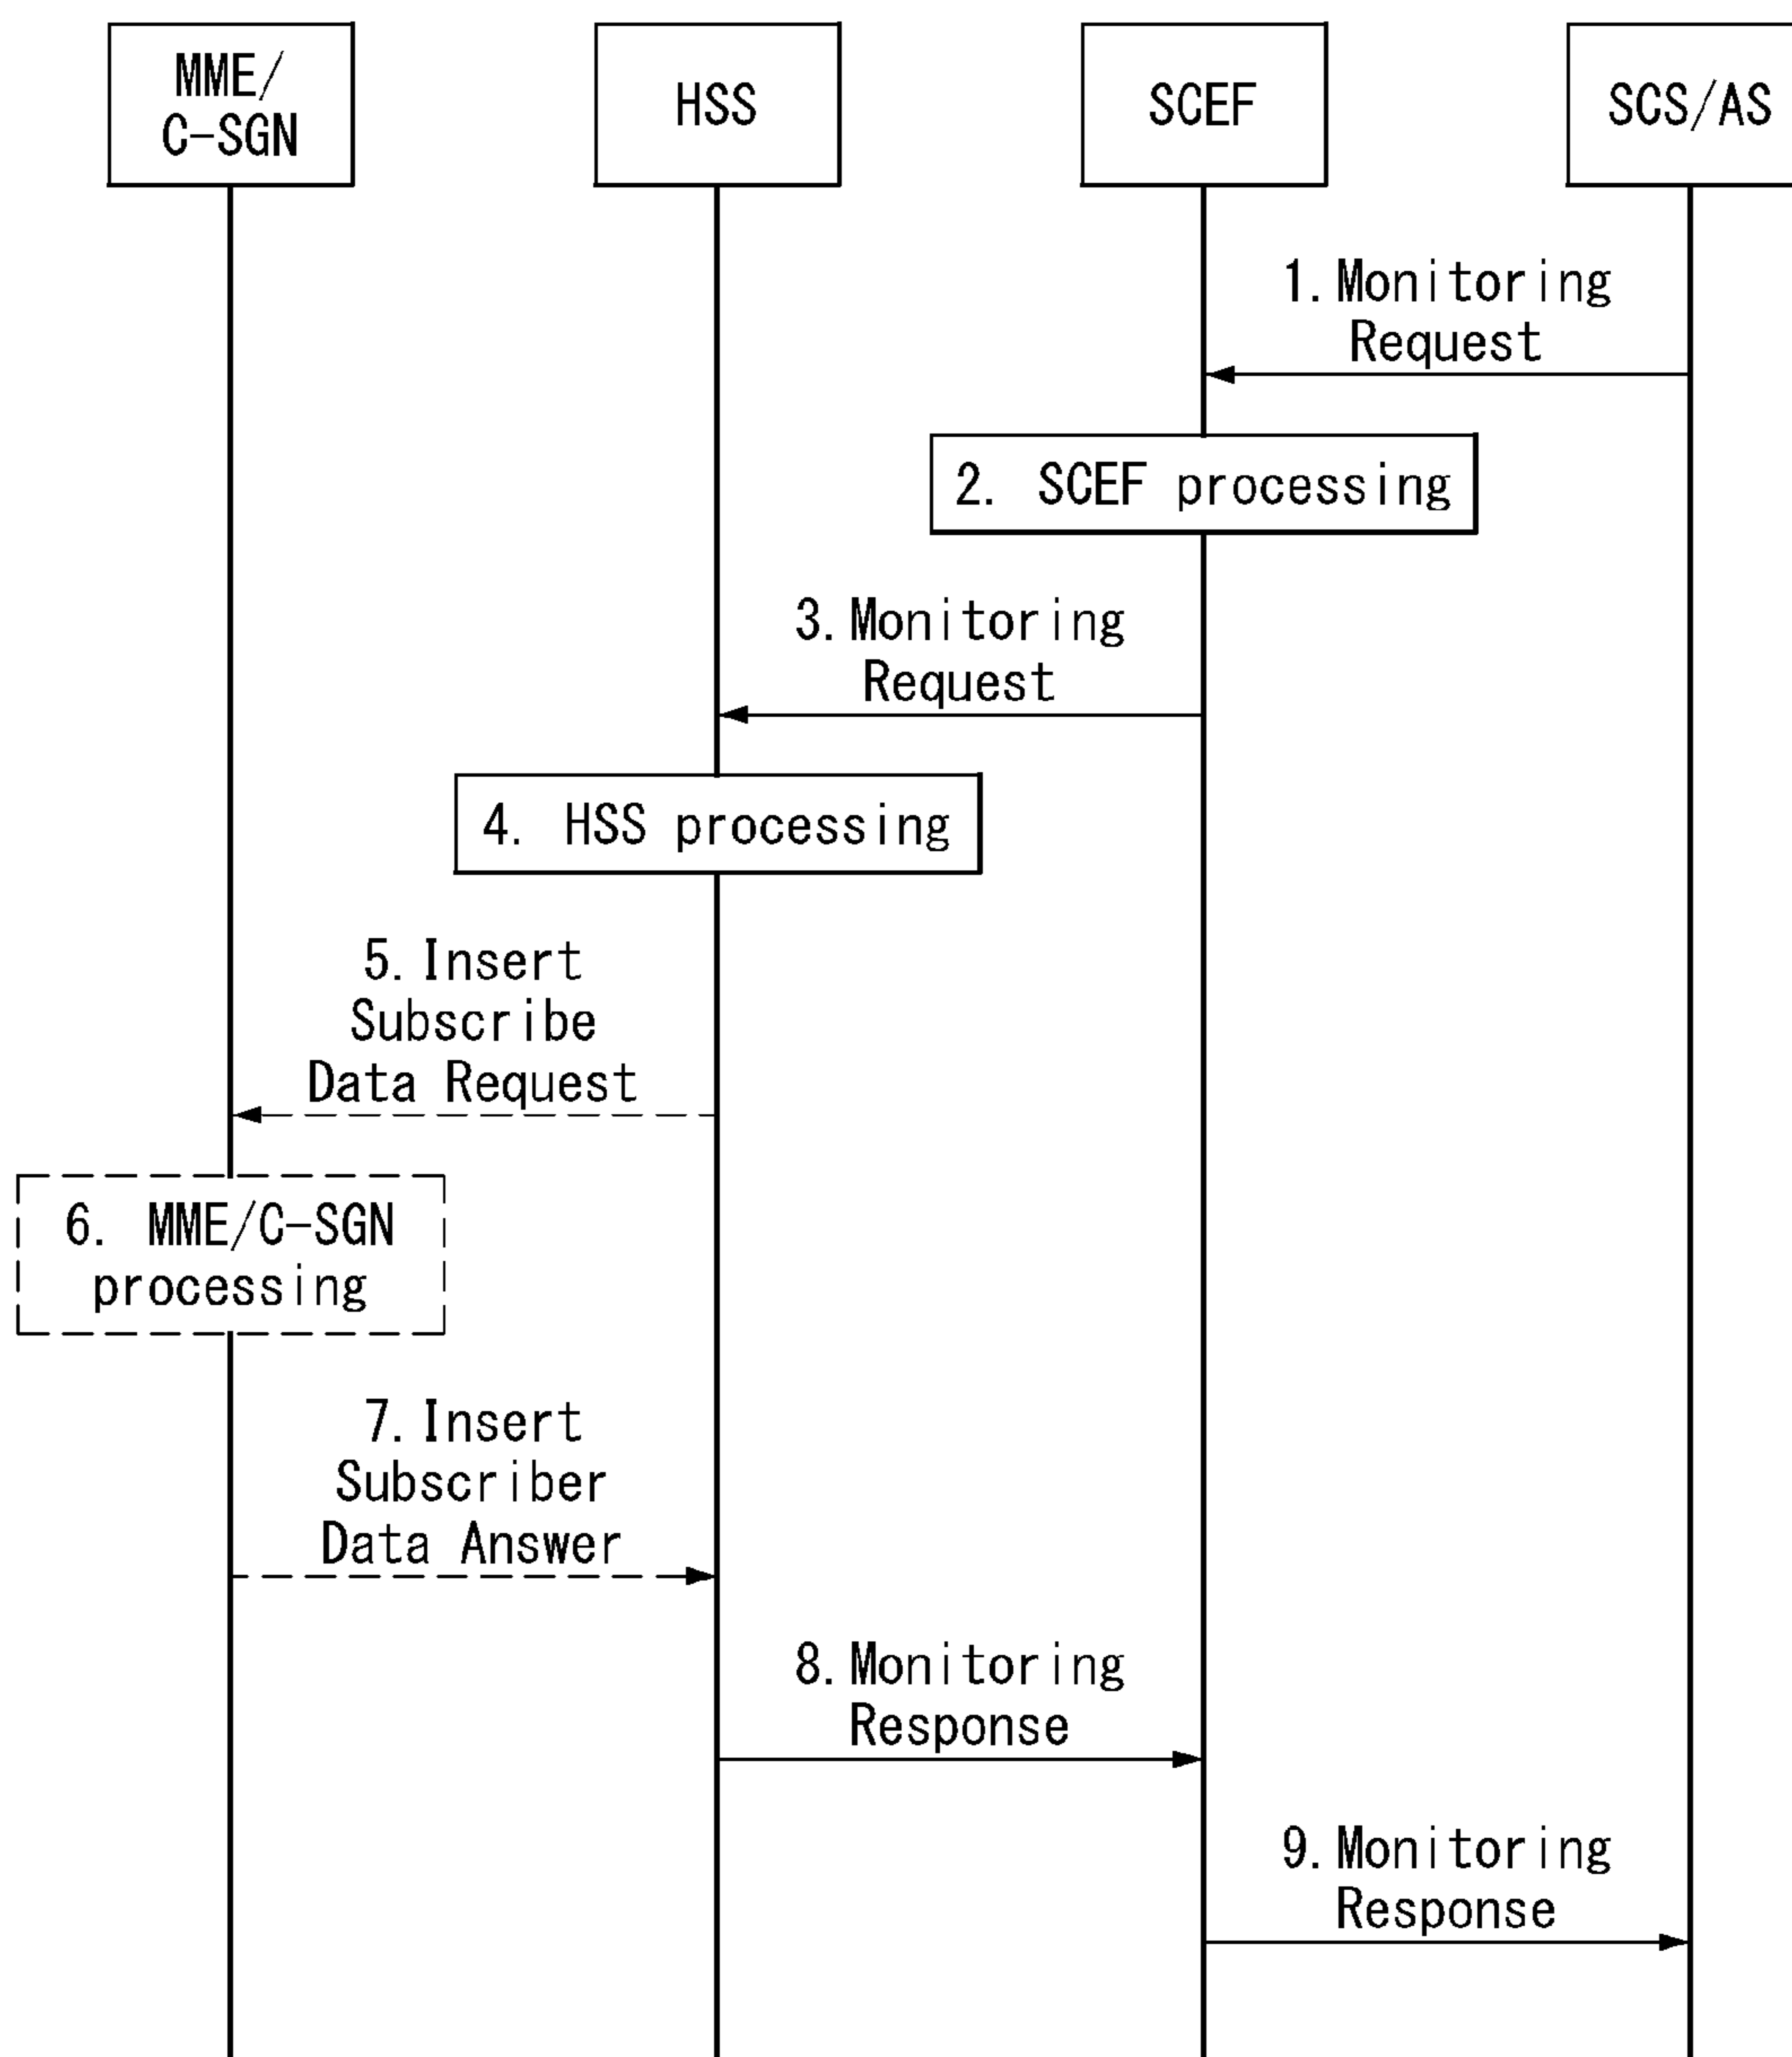 MME/
C-SGN
HSS
SCEF
SCS/AS
1. Monitoring
Request
2. SCEF processing
3. Monitoring
Request
4. HSS processing
5. Insert
Subscribe
Data Request
6. MME/C-SGN
processing
7. Insert
Subscriber
Data Answer
8. Monitoring
Response
9. Monitoring
Response